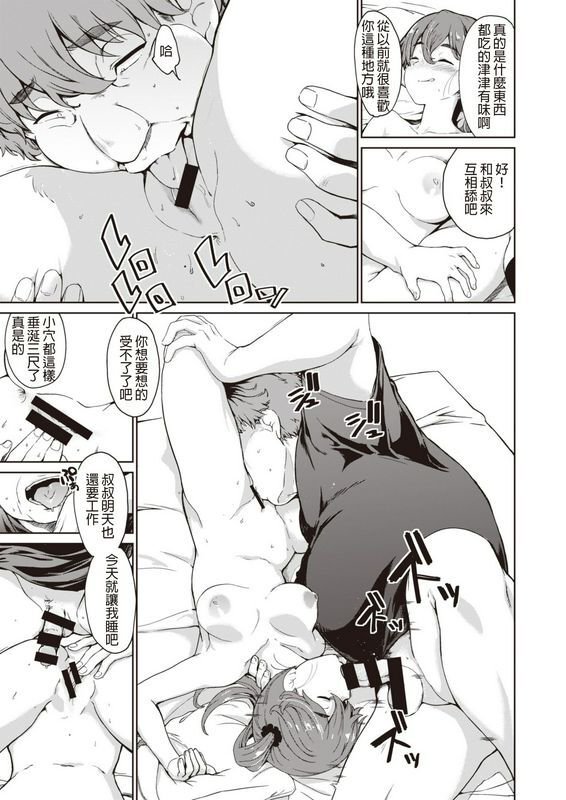 真的是什麼東西
都吃的津津有味啊
從以前就很喜歡
你這種地方哦
哈
好！
和叔叔來
互相舔吧
你想要想的
受不了了吧
小穴都這樣
垂涎三尺了
真是的
叔叔明天也
還要工作
今天就讓我睡吧